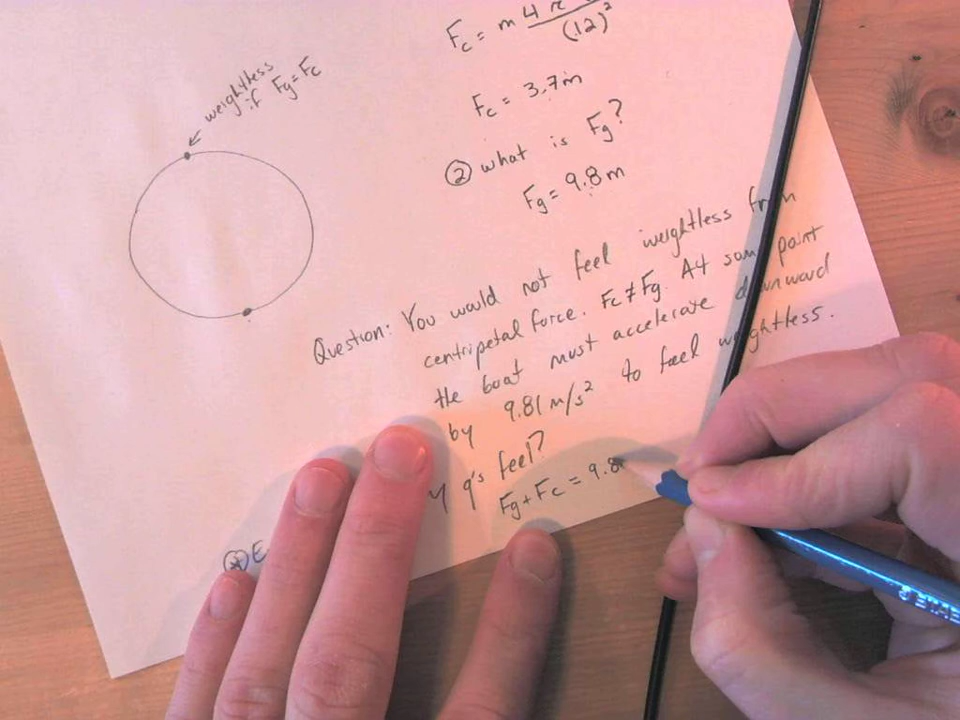 Fc = m 4π
(12)²
weightless
if Fg=Fc
Fc = 3.7m
② what is Fg?
Fg = 9.8m
Question: You would not feel weightless from
centripetal force. Fc≠Fg. At some point
the boat must accelerate downward
by 9.81 m/s² to feel weightless.
y g's feel?
Fg+Fc = 9.8